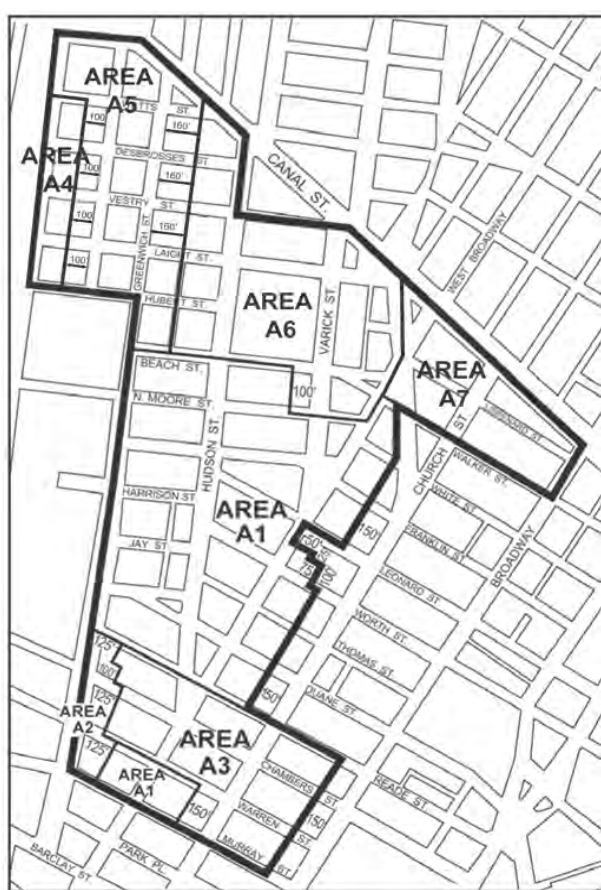 AREA
A5
WATTS ST.
100
160'
AREA
A4
DESBROSSES ST
100
160'
CANAL ST.
VESTRY ST.
100
160'
GREENWICH ST.
WEST BROADWAY
LAIGHT ST.
100'
HUBERT ST.
AREA
A6
VARICK ST.
BEACH ST.
100'
AREA
A7
N. MOORE ST.
LISPENARD ST.
HUDSON ST.
CHURCH ST
WALKER ST.
WHITE ST.
HARRISON ST
AREA
A1
150'
FRANKLIN ST.
BROADWAY
JAY ST
50'
75'
100'
LEONARD ST
WORTH ST.
THOMAS ST.
125'
100'
125'
150'
DUANE ST.
AREA
A2
AREA
A3
125'
AREA
A1
CHAMBERS ST.
READE ST.
150'
WARREN ST
150'
MURRAY ST.
PARK PL.
BARCLAY ST.